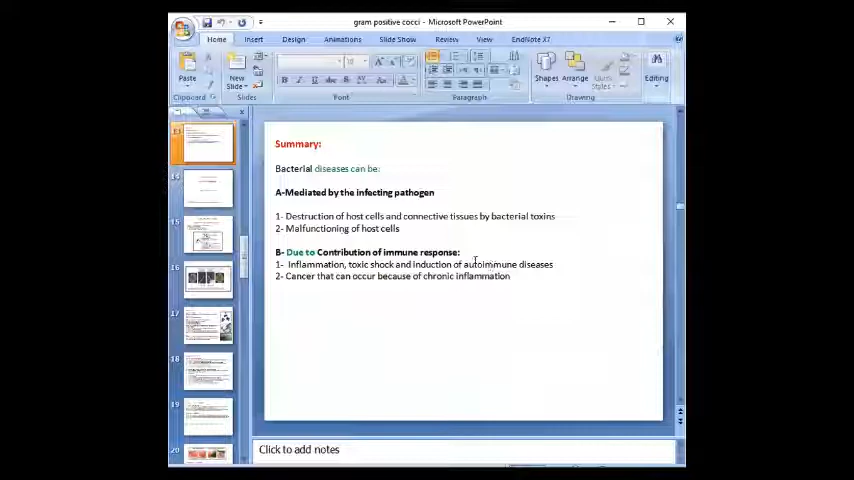 gram positive cocci - Microsoft PowerPoint
Home Insert Design Animations Slide Show Review View EndNote X7
Paste New Slide Shapes Arrange Quick Styles Editing
Clipboard Slides Font Paragraph Drawing
Summary:
Bacterial diseases can be:
A-Mediated by the infecting pathogen
1- Destruction of host cells and connective tissues by bacterial toxins
2- Malfunctioning of host cells
B- Due to Contribution of immune response:
1- Inflammation, toxic shock and induction of autoimmune diseases
2- Cancer that can occur because of chronic inflammation
13
14
15
16
17
18
19
20
Click to add notes